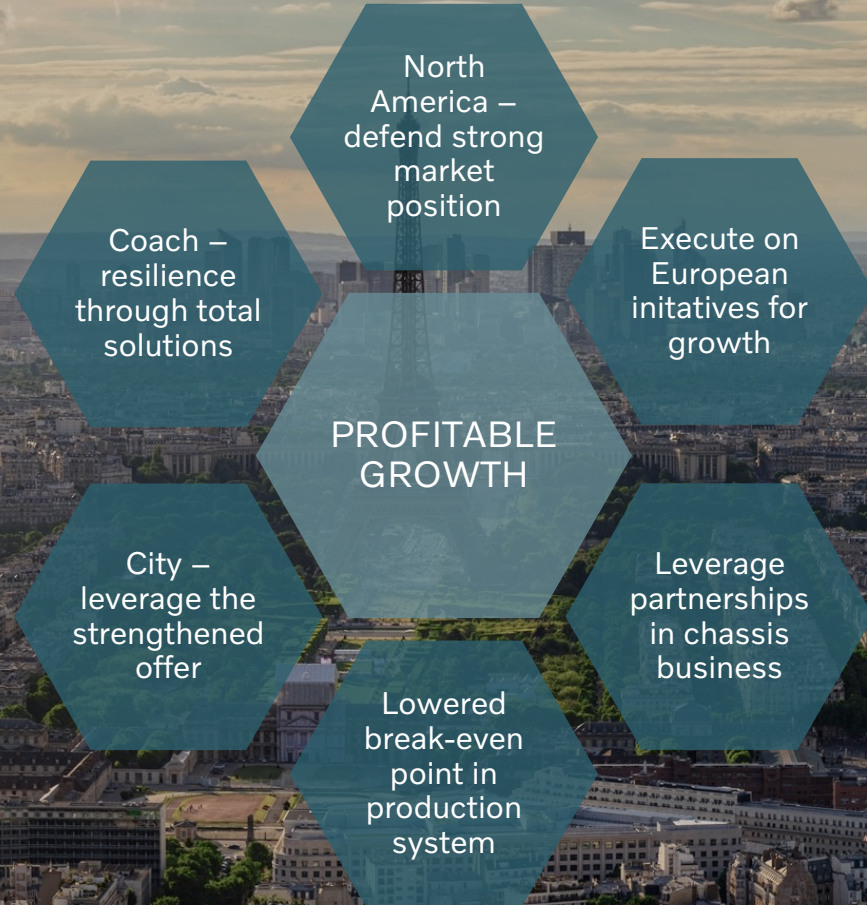 North
America –
defend strong
market
position
Coach –
resilience
through total
solutions
Execute on
European
initatives for
growth
PROFITABLE
GROWTH
City –
leverage the
strengthened
offer
Leverage
partnerships
in chassis
business
Lowered
break-even
point in
production
system